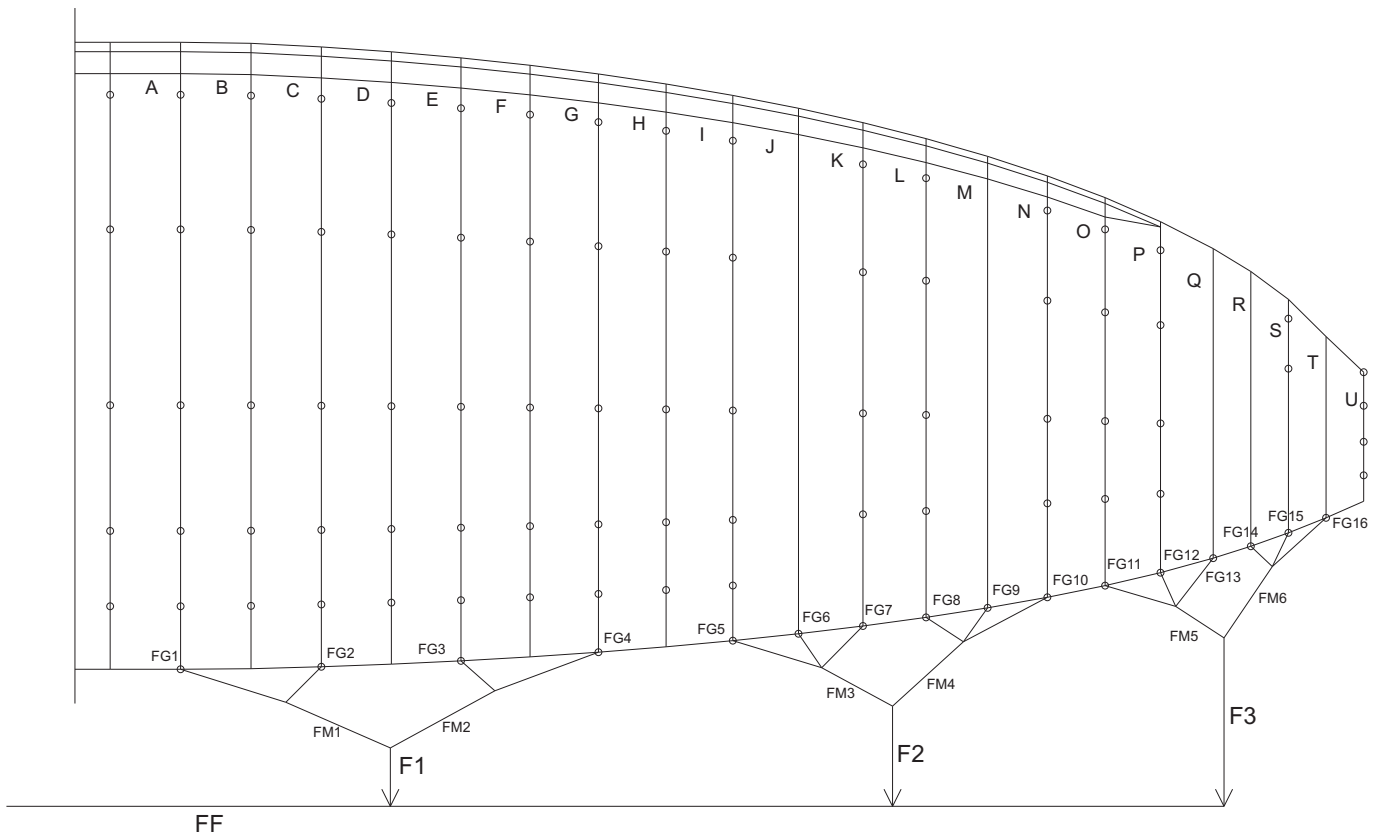 A B C D E F G H I J K L M N O P Q R S T U
FG1 FG2 FG3 FG4 FG5 FG6 FG7 FG8 FG9 FG10 FG11 FG12 FG13 FG14 FG15 FG16
FM1 FM2 FM3 FM4 FM5 FM6
F1 F2 F3
FF